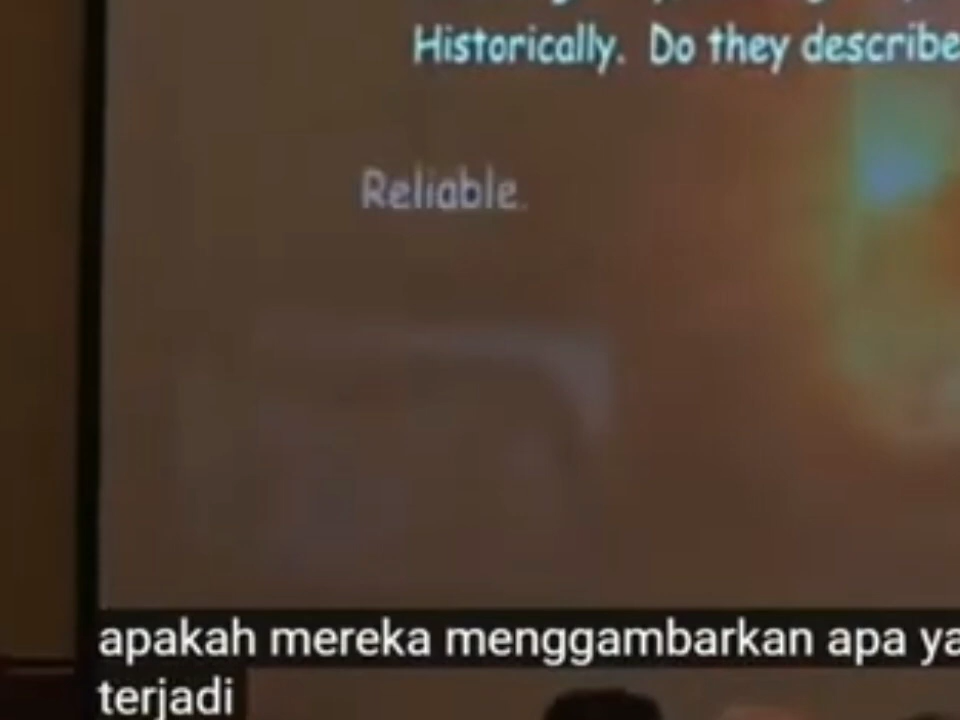 Historically. Do they describe
Reliable.
apakah mereka menggambarkan apa ya
terjadi